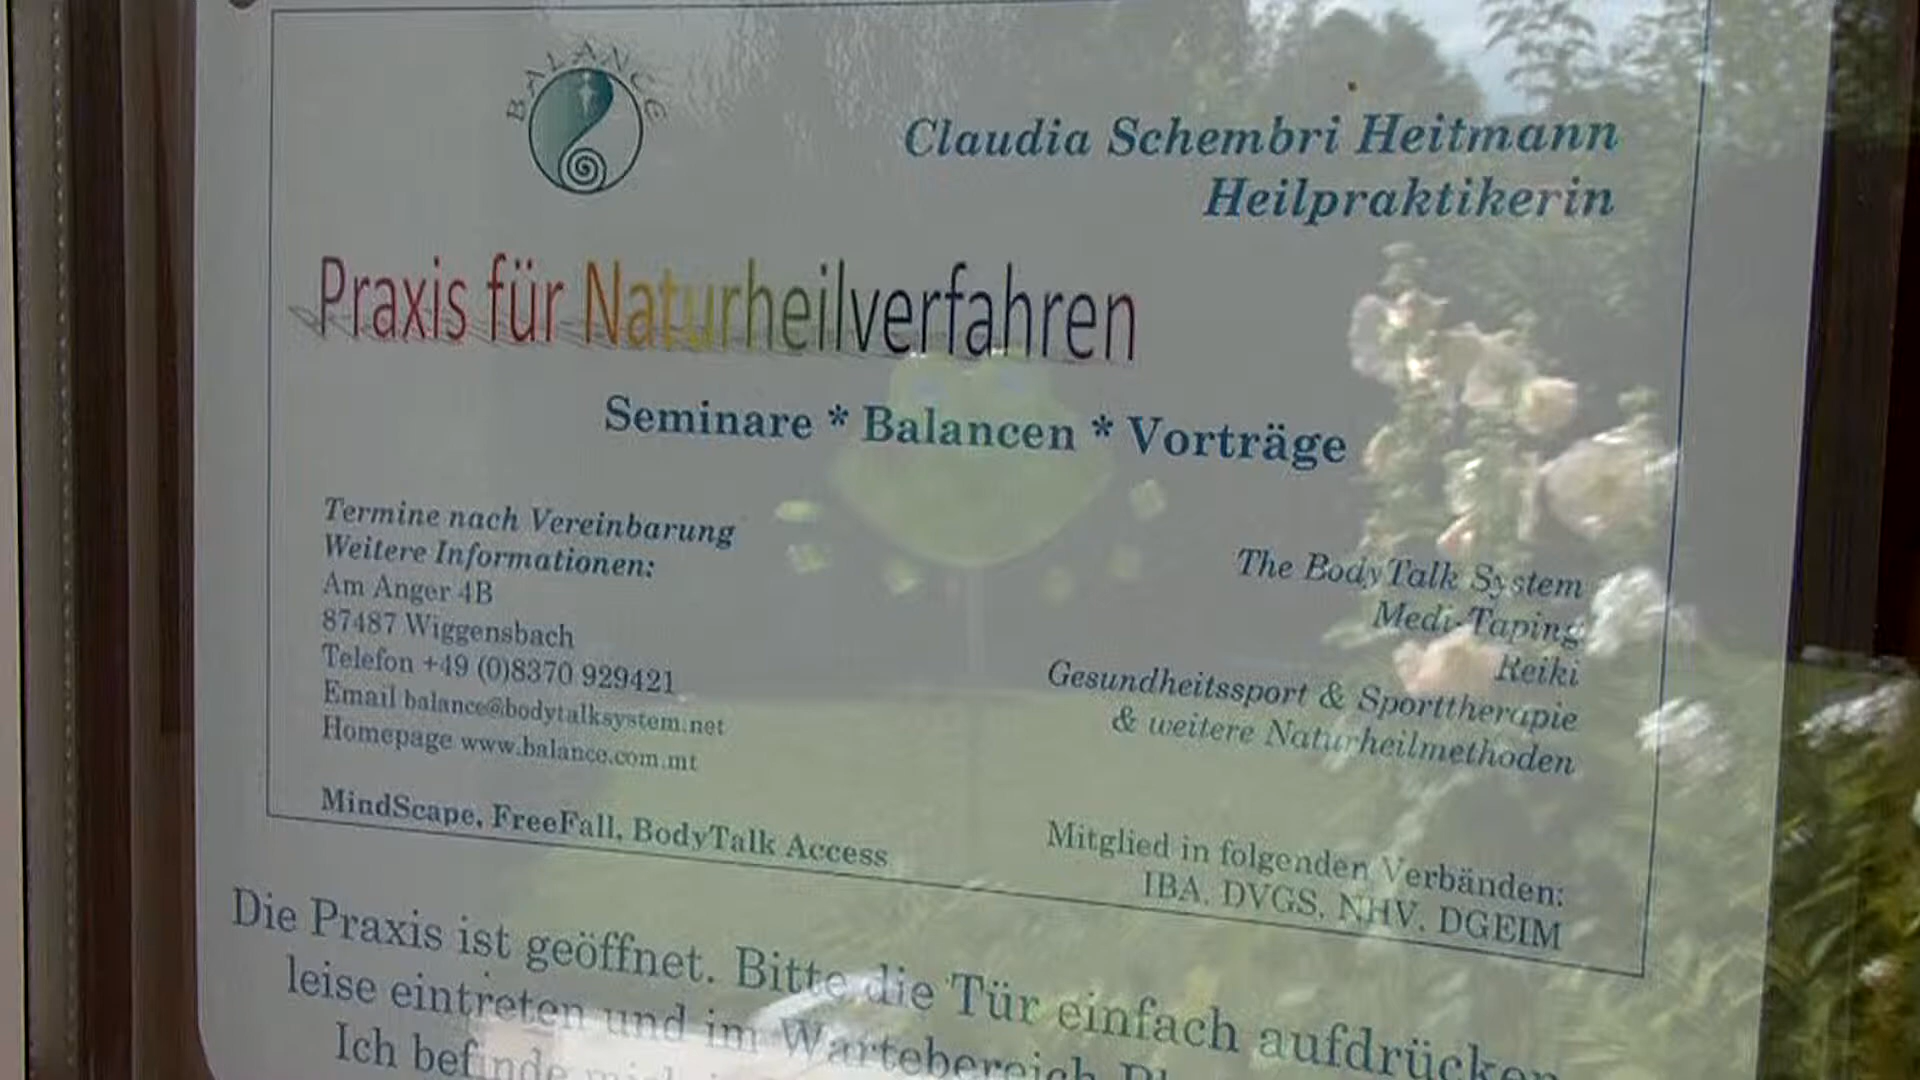 BALANCE
Claudia Schembri Heitmann
Heilpraktikerin
Praxis für Naturheilverfahren
Seminare * Balancen * Vorträge
Termine nach Vereinbarung
Weitere Informationen:
Am Anger 4B
87487 Wiggensbach
Telefon +49 (0)8370 929421
Email balance@bodytalksystem.net
Homepage www.balance.com.mt
MindScape, FreeFall, BodyTalk Access
The BodyTalk System
Medi-Taping
Reiki
Gesundheitssport & Sporttherapie
& weitere Naturheilmethoden
Mitglied in folgenden Verbänden:
IBA, DVGS, NHV, DGEIM
Die Praxis ist geöffnet. Bitte die Tür einfach aufdrücken
leise eintreten und im Wartebereich
Ich befinde